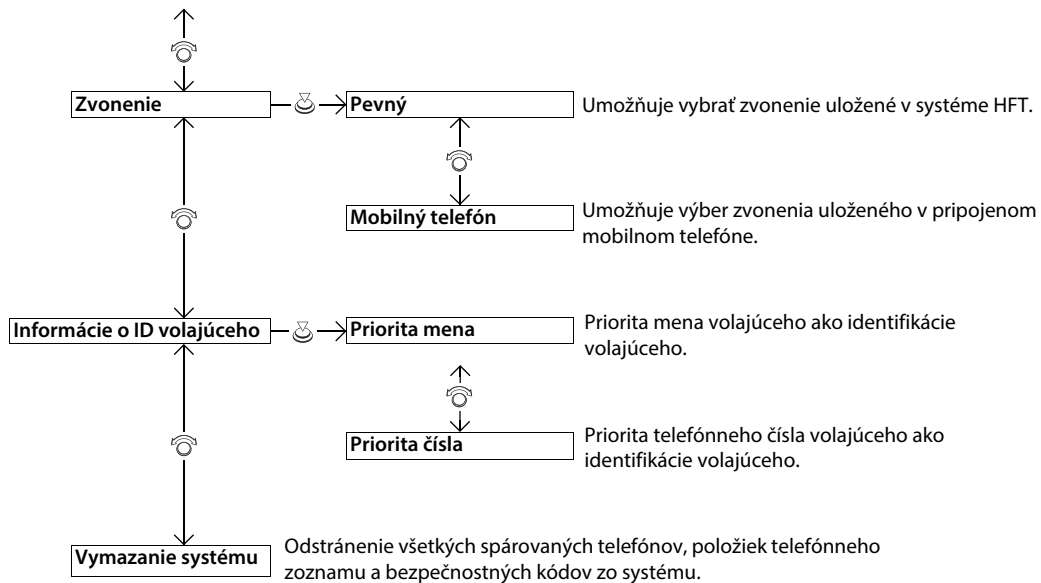 Zvonenie
Pevný
Umožňuje vybrať zvonenie uložené v systéme HFT.
Mobilný telefón
Umožňuje výber zvonenia uloženého v pripojenom
mobilnom telefóne.
Informácie o ID volajúceho
Priorita mena
Priorita mena volajúceho ako identifikácie
volajúceho.
Priorita čísla
Priorita telefónneho čísla volajúceho ako
identifikácie volajúceho.
Vymazanie systému
Odstránenie všetkých spárovaných telefónov, položiek telefónneho
zoznamu a bezpečnostných kódov zo systému.